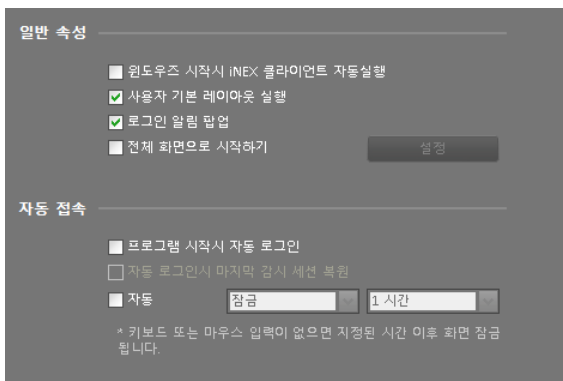 일반 속성
윈도우즈 시작시 iNEX 클라이언트 자동실행
사용자 기본 레이아웃 실행
로그인 알림 팝업
전체 화면으로 시작하기 설정
자동 접속
프로그램 시작시 자동 로그인
자동 로그인시 마지막 감시 세션 복원
자동 잠금 1 시간
* 키보드 또는 마우스 입력이 없으면 지정된 시간 이후 화면 잠금
됩니다.